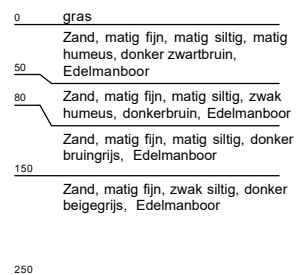 0 gras
Zand, matig fijn, matig siltig, matig
humeus, donker zwartbruin,
50 Edelmanboor
80 Zand, matig fijn, matig siltig, zwak
humeus, donkerbruin, Edelmanboor
Zand, matig fijn, matig siltig, donker
bruingrijs, Edelmanboor
150
Zand, matig fijn, zwak siltig, donker
beigegrijs, Edelmanboor
250